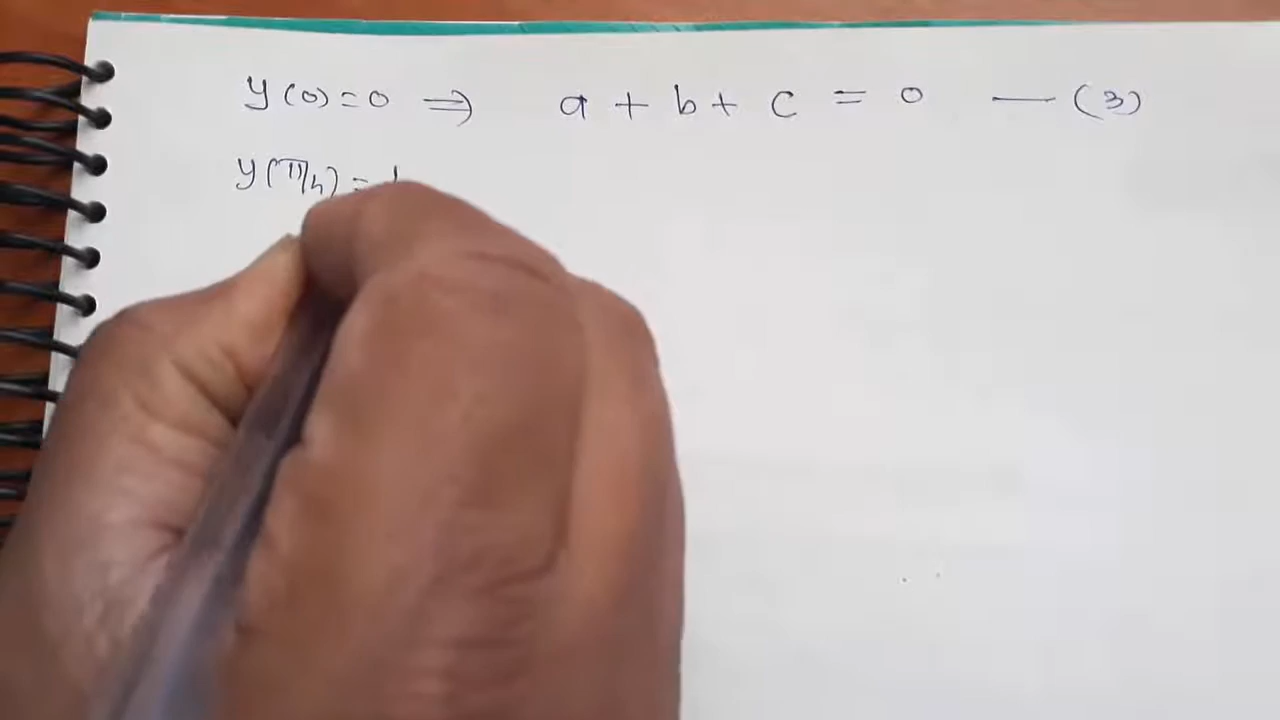 y(0)=0 ⇒ a + b + c = 0 — (3)
y(π/4) =